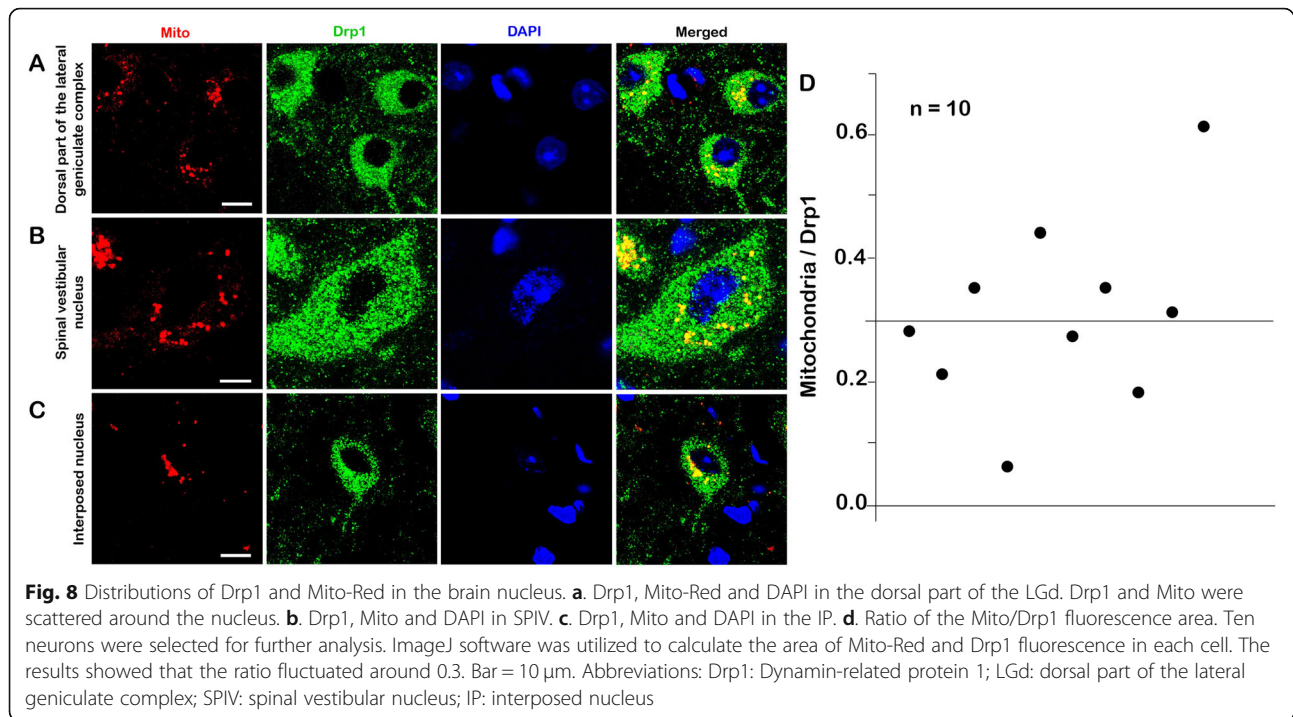 Mito
Drp1
DAPI
Merged
A
Dorsal part of the lateral
geniculate complex
B
Spinal vestibular
nucleus
C
Interposed nucleus
D
n = 10
Mitochondria / Drp1
0.6
0.4
0.2
0.0
Fig. 8 Distributions of Drp1 and Mito-Red in the brain nucleus. a. Drp1, Mito-Red and DAPI in the dorsal part of the LGd. Drp1 and Mito were
scattered around the nucleus. b. Drp1, Mito and DAPI in SPIV. c. Drp1, Mito and DAPI in the IP. d. Ratio of the Mito/Drp1 fluorescence area. Ten
neurons were selected for further analysis. ImageJ software was utilized to calculate the area of Mito-Red and Drp1 fluorescence in each cell. The
results showed that the ratio fluctuated around 0.3. Bar = 10 μm. Abbreviations: Drp1: Dynamin-related protein 1; LGd: dorsal part of the lateral
geniculate complex; SPIV: spinal vestibular nucleus; IP: interposed nucleus